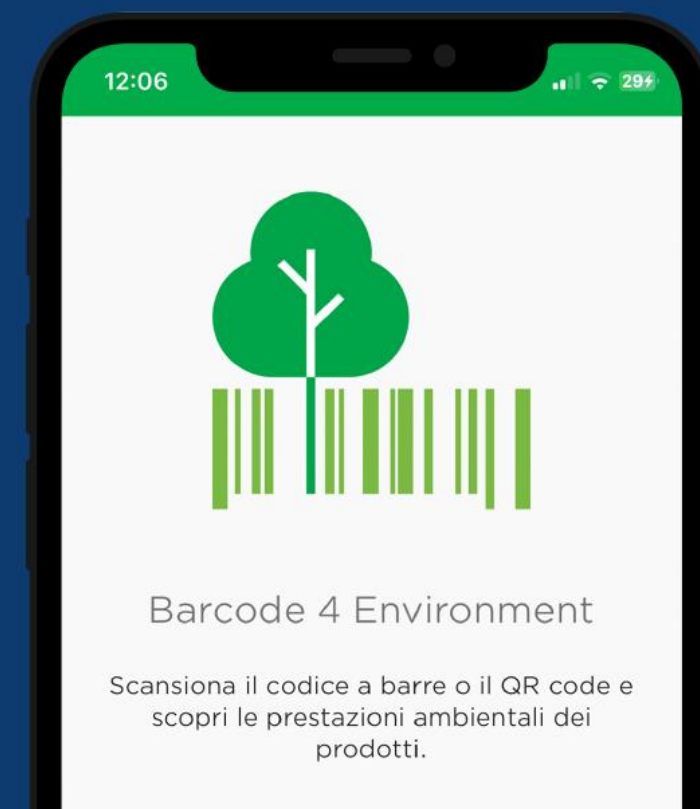 12:06
29
Barcode 4 Environment
Scansiona il codice a barre o il QR code e
scopri le prestazioni ambientali dei
prodotti.